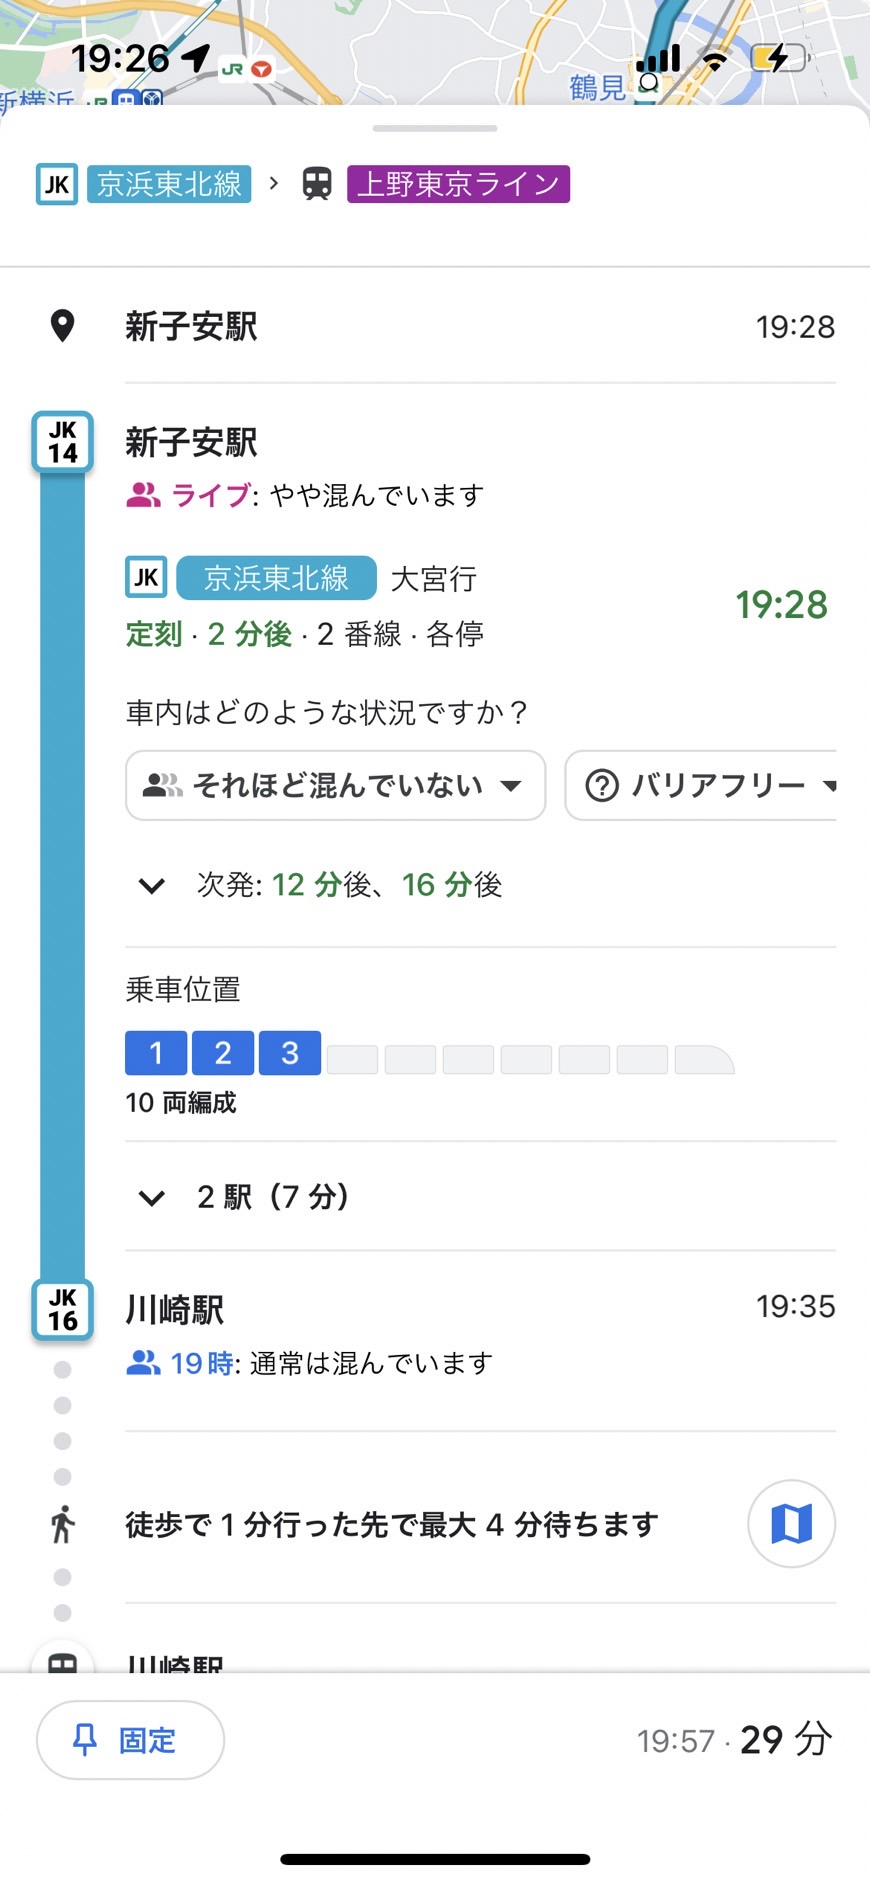 19:26
JR
鶴見
新横浜
JK 京浜東北線 › 上野東京ライン
新子安駅 19:28
JK 14 新子安駅
ライブ: やや混んでいます
JK 京浜東北線 大宮行
19:28
定刻 · 2 分後 · 2 番線 · 各停
車内はどのような状況ですか？
それほど混んでいない バリアフリー
次発: 12 分後、16 分後
乗車位置
1 2 3
10 両編成
2 駅（7 分）
JK 16 川崎駅 19:35
19時: 通常は混んでいます
徒歩で 1 分行った先で最大 4 分待ちます
川崎駅
固定 19:57 · 29 分